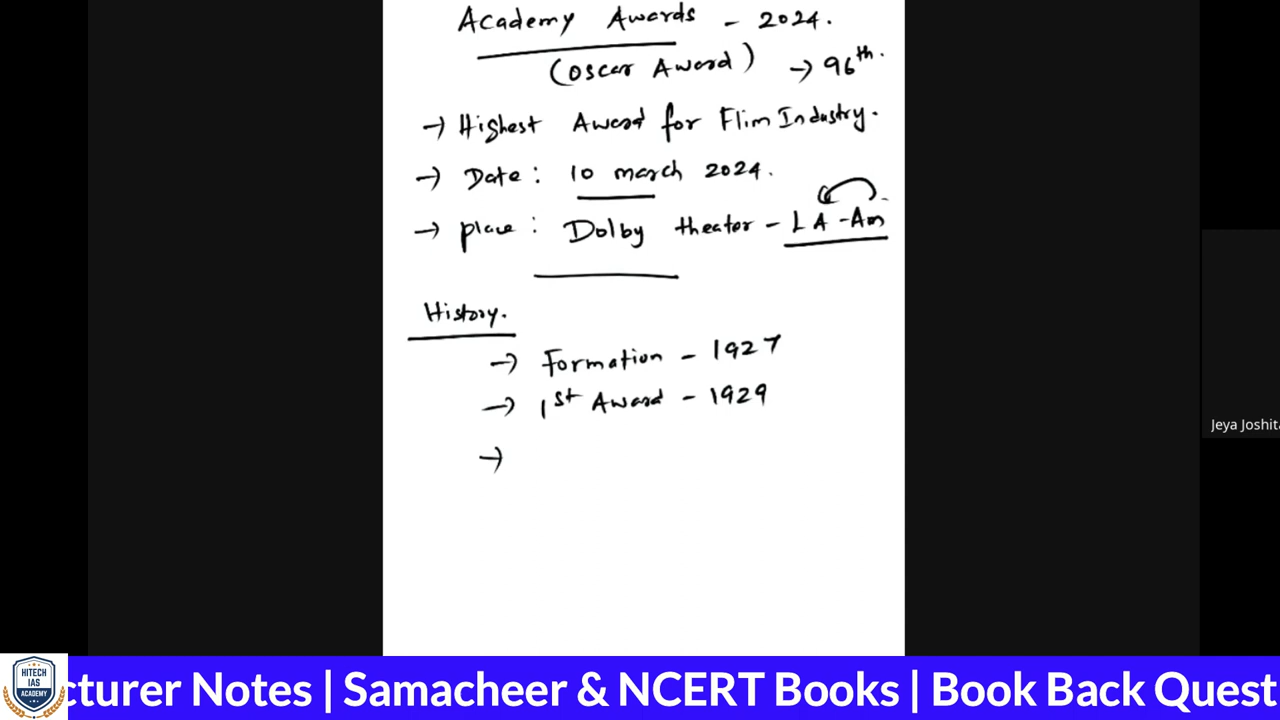 Academy Awards - 2024.
(Oscar Award) → 96th.
→ Highest Award for Flim Industry.
→ Date : 10 march 2024.
→ place : Dolby theator - LA - Am
History.
→ Formation - 1927
→ 1st Award - 1929
→
Jeya Joshita
HITECH
IAS
ACADEMY
cturer Notes | Samacheer & NCERT Books | Book Back Quest